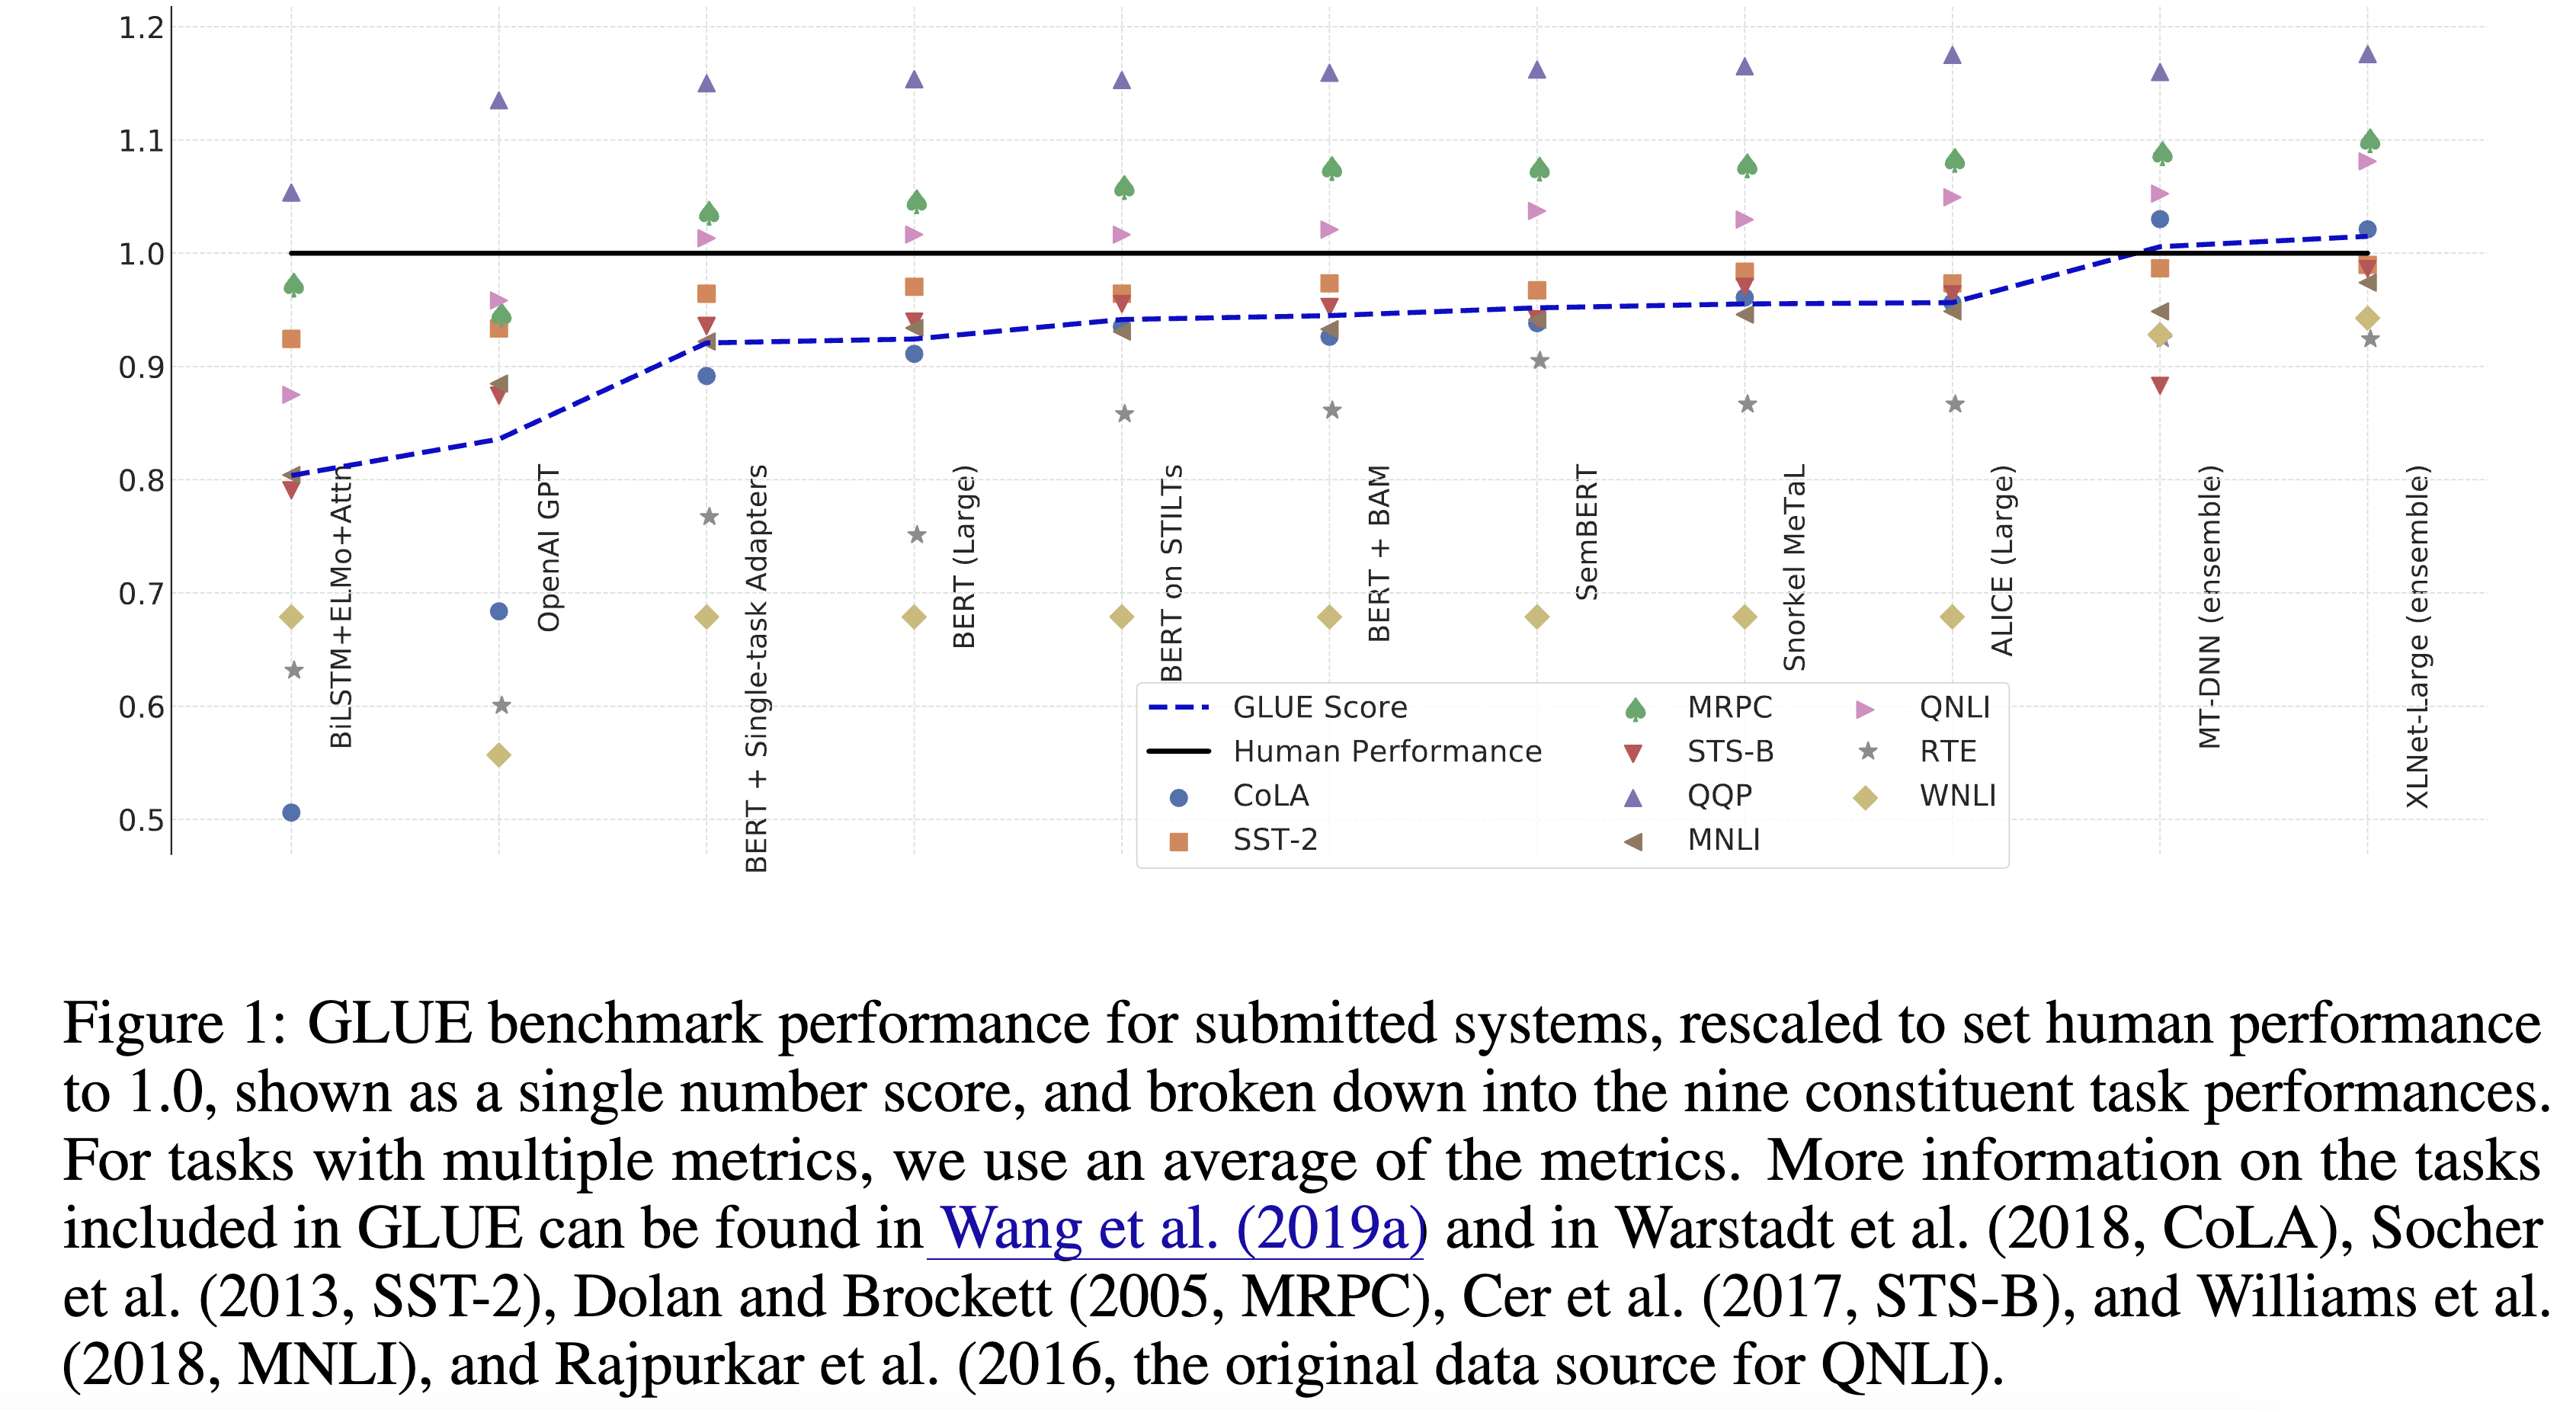 1.2
1.1
1.0
0.9
0.8
0.7
0.6
0.5
BiLSTM+ELMo+Attn
OpenAI GPT
BERT + Single-task Adapters
BERT (Large)
BERT on STILTs
BERT + BAM
SemBERT
Snorkel MeTaL
ALICE (Large)
MT-DNN (ensemble)
XLNet-Large (ensemble)
GLUE Score
Human Performance
CoLA
SST-2
MRPC
STS-B
QQP
MNLI
QNLI
RTE
WNLI
Figure 1: GLUE benchmark performance for submitted systems, rescaled to set human performance
to 1.0, shown as a single number score, and broken down into the nine constituent task performances.
For tasks with multiple metrics, we use an average of the metrics. More information on the tasks
included in GLUE can be found in Wang et al. (2019a) and in Warstadt et al. (2018, CoLA), Socher
et al. (2013, SST-2), Dolan and Brockett (2005, MRPC), Cer et al. (2017, STS-B), and Williams et al.
(2018, MNLI), and Rajpurkar et al. (2016, the original data source for QNLI).